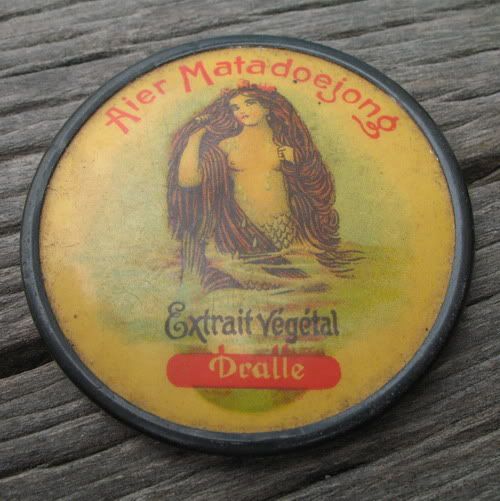 Aier Matadoejong
Extrait Végétal
Dralle